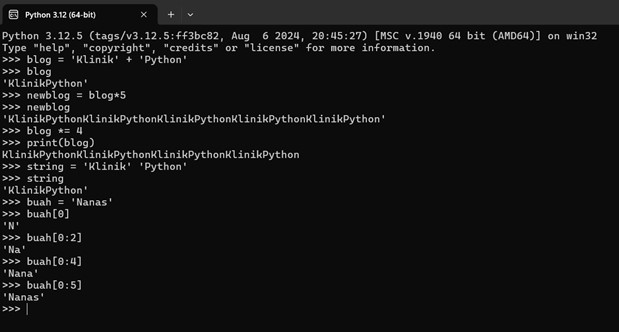 Python 3.12 (64-bit)
Python 3.12.5 (tags/v3.12.5:ff3bc82, Aug  6 2024, 20:45:27) [MSC v.1940 64 bit (AMD64)] on win32
Type "help", "copyright", "credits" or "license" for more information.
>>> blog = 'Klinik' + 'Python'
>>> blog
'KlinikPython'
>>> newblog = blog*5
>>> newblog
'KlinikPythonKlinikPythonKlinikPythonKlinikPythonKlinikPython'
>>> blog *= 4
>>> print(blog)
KlinikPythonKlinikPythonKlinikPythonKlinikPython
>>> string = 'Klinik' 'Python'
>>> string
'KlinikPython'
>>> buah = 'Nanas'
>>> buah[0]
'N'
>>> buah[0:2]
'Na'
>>> buah[0:4]
'Nana'
>>> buah[0:5]
'Nanas'
>>>